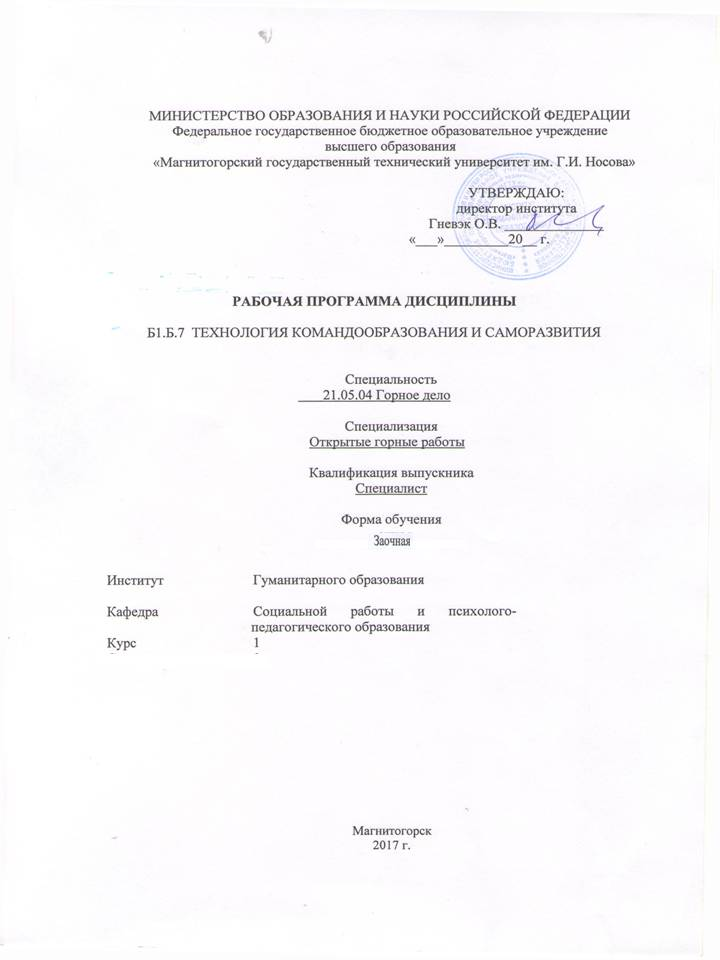 МИНИСТЕРСТВО ОБРАЗОВАНИЯ И НАУКИ РОССИЙСКОЙ ФЕДЕРАЦИИ
Федеральное государственное бюджетное образовательное учреждение
высшего образования
«Магнитогорский государственный технический университет им. Г.И. Носова»
УТВЕРЖДАЮ:
директор института
Гневэк О.В. ______________
«___»_________20__ г.
РАБОЧАЯ ПРОГРАММА ДИСЦИПЛИНЫ
Б1.Б.7 ТЕХНОЛОГИЯ КОМАНДООБРАЗОВАНИЯ И САМОРАЗВИТИЯ
Специальность
21.05.04 Горное дело
Специализация
Открытые горные работы
Квалификация выпускника
Специалист
Форма обучения
Заочная
Институт Гуманитарного образования
Кафедра Социальной работы и психолого-
педагогического образования
Курс 1
Магнитогорск
2017 г.